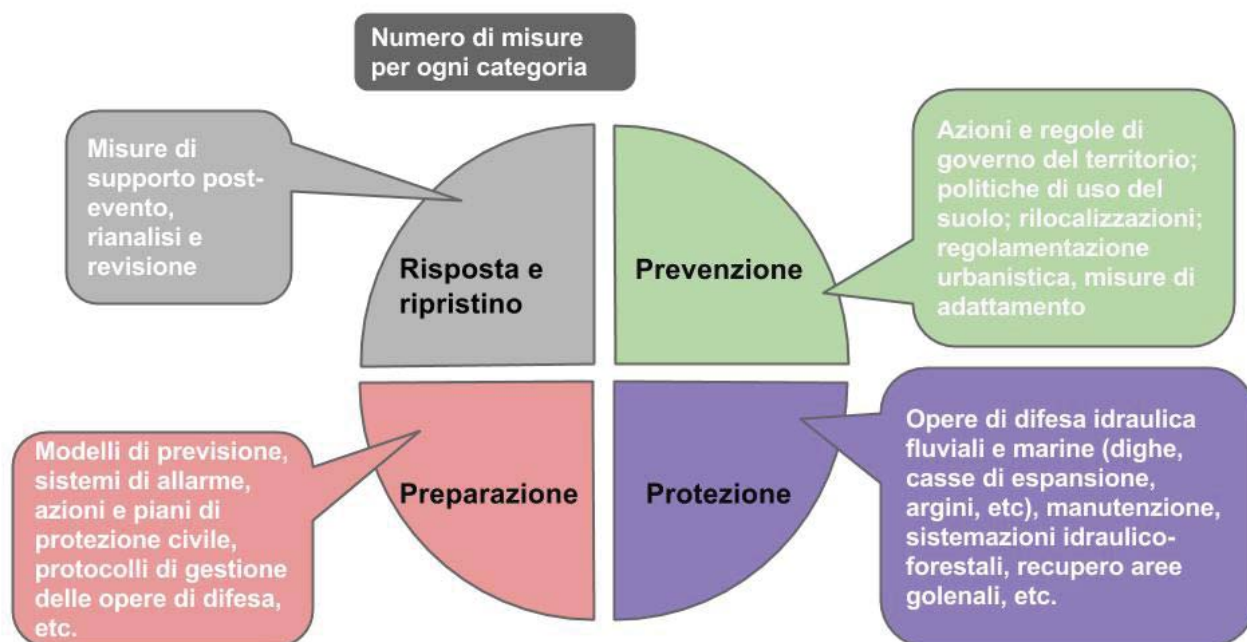 Numero di misure
per ogni categoria
Misure di
supporto post-
evento,
rianalisi e
revisione
Risposta e
ripristino
Prevenzione
Azioni e regole di
governo del territorio;
politiche di uso del
suolo; rilocalizzazioni;
regolamentazione
urbanistica, misure di
adattamento
Modelli di previsione,
sistemi di allarme,
azioni e piani di
protezione civile,
protocolli di gestione
delle opere di difesa,
etc.
Preparazione
Protezione
Opere di difesa idraulica
fluviali e marine (dighe,
casse di espansione,
argini, etc), manutenzione,
sistemazioni idraulico-
forestali, recupero aree
golenali, etc.